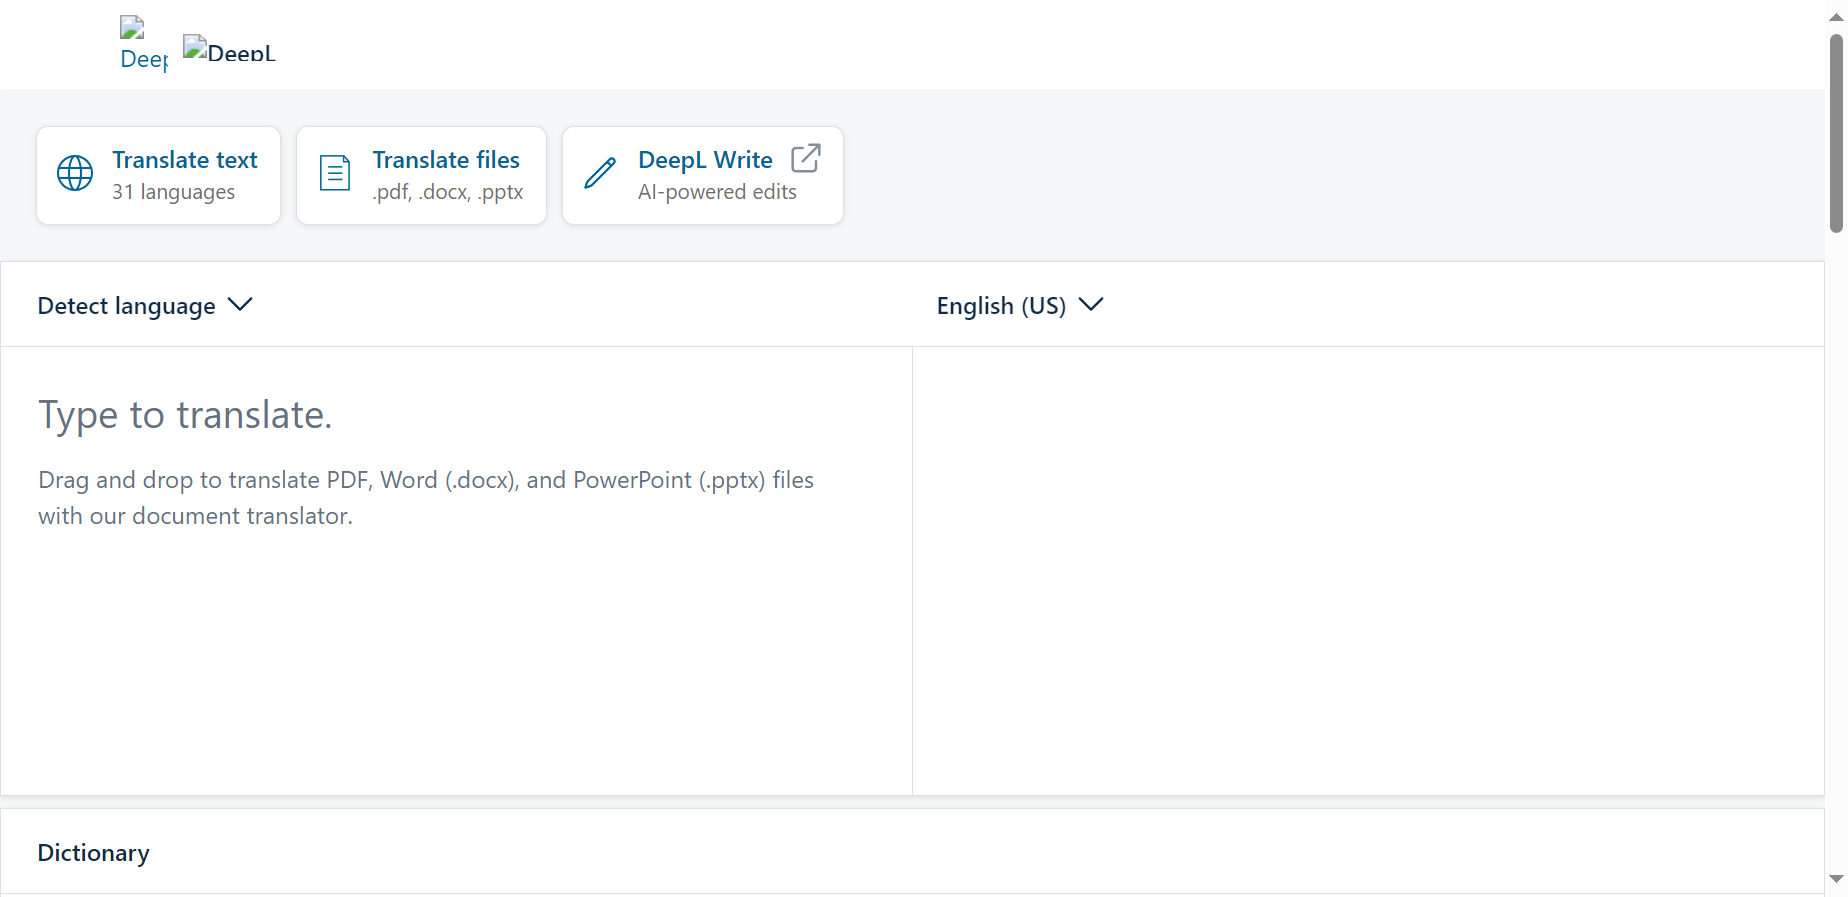 Deep
DeepL
Translate text
31 languages
Translate files
.pdf, .docx, .pptx
DeepL Write
AI-powered edits
Detect language
English (US)
Type to translate.
Drag and drop to translate PDF, Word (.docx), and PowerPoint (.pptx) files
with our document translator.
Dictionary